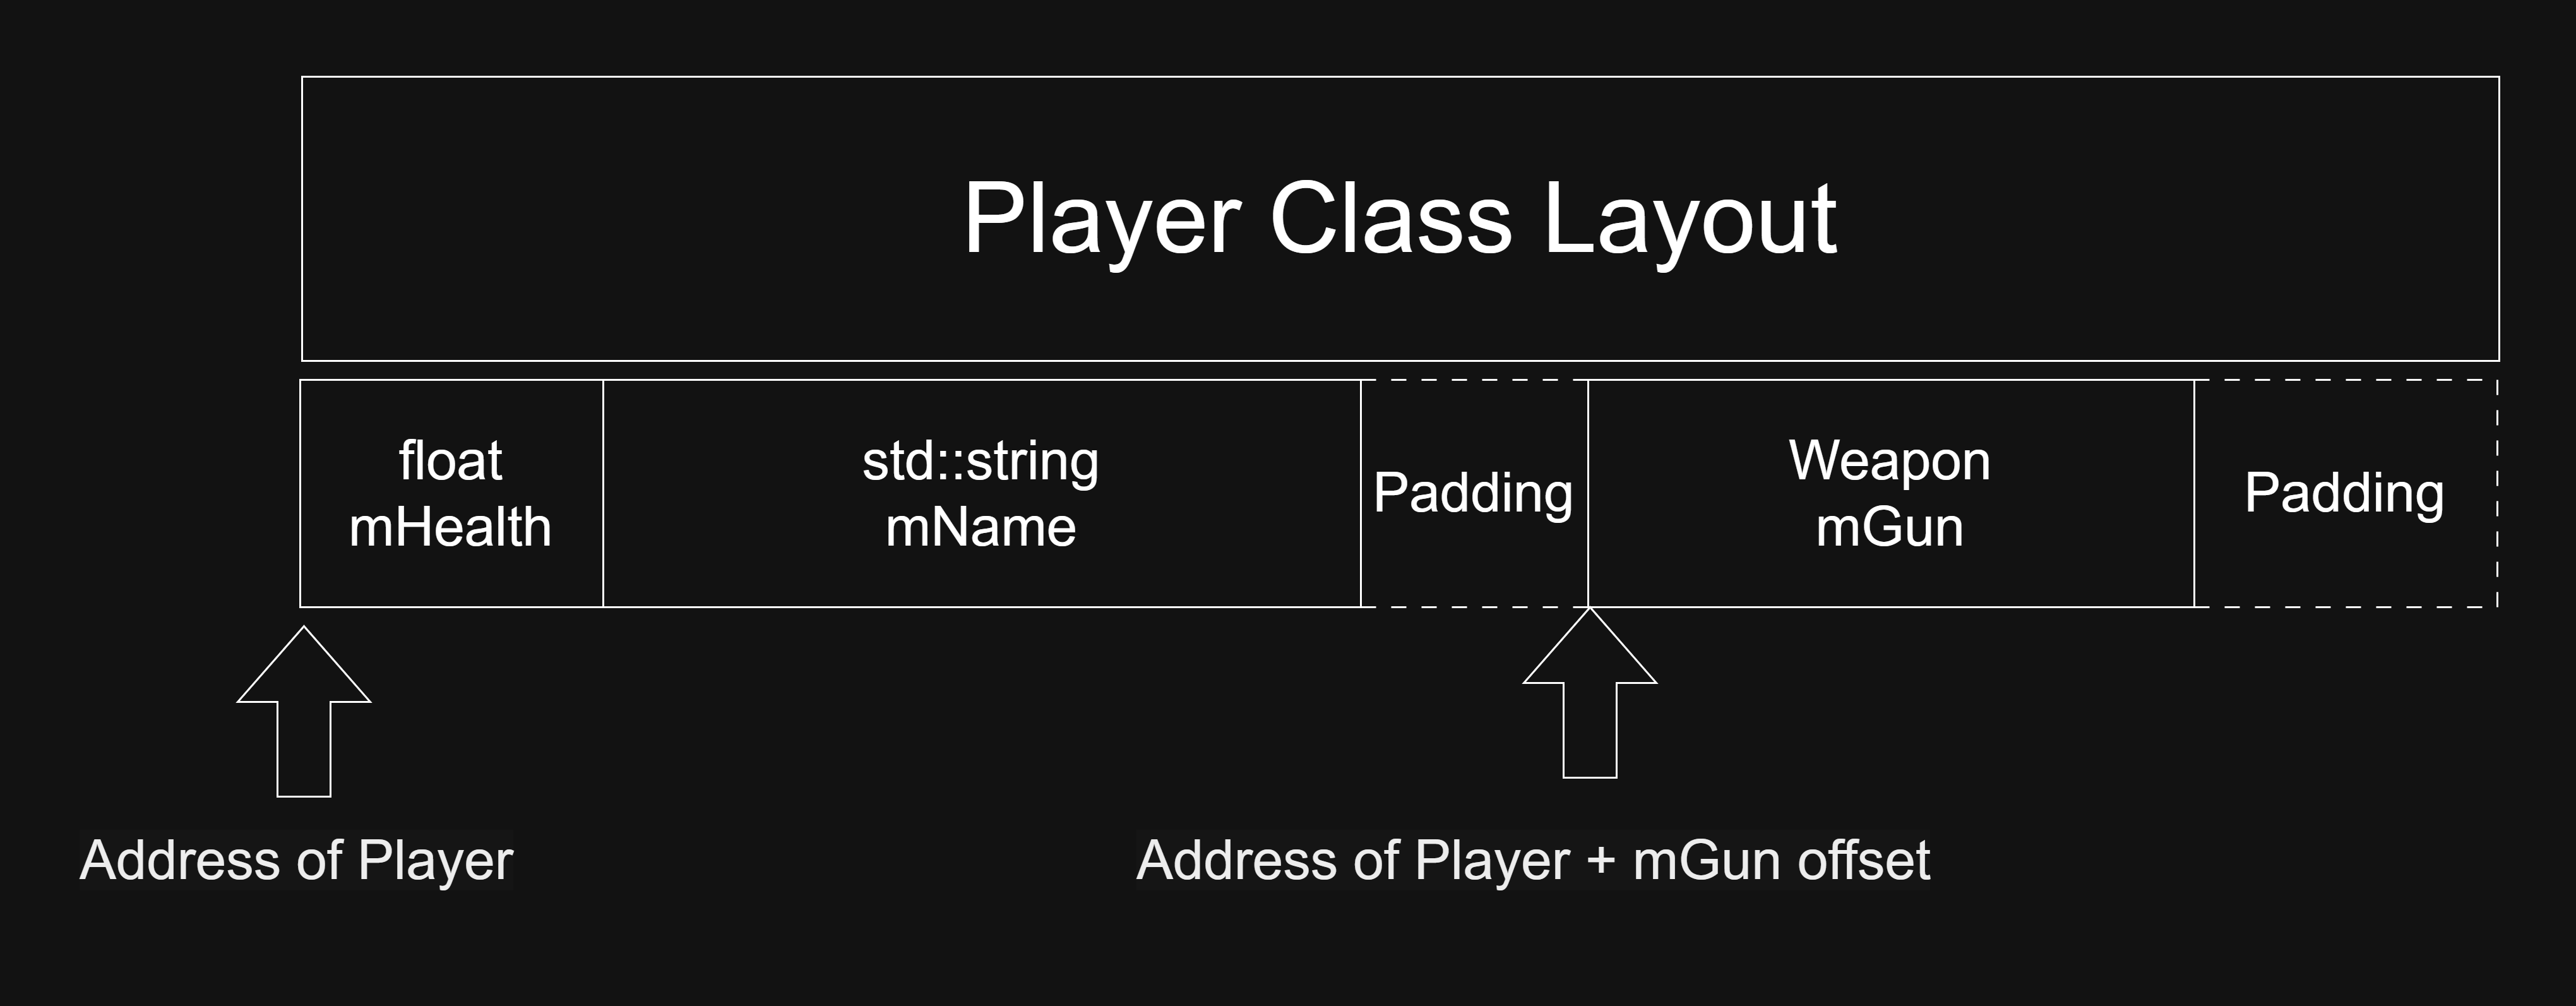 Player Class Layout
float
mHealth
std::string
mName
Padding
Weapon
mGun
Padding
Address of Player
Address of Player + mGun offset